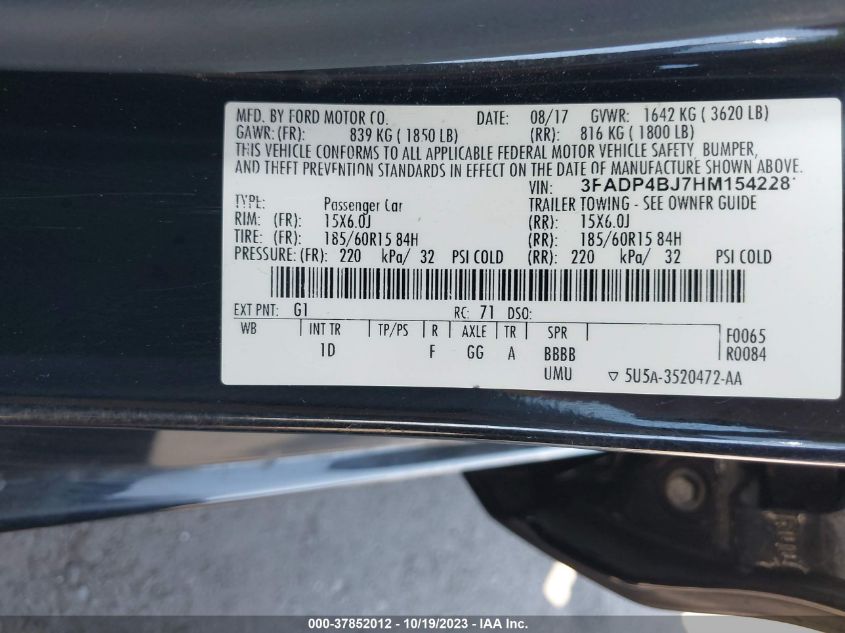 MFD. BY FORD MOTOR CO. DATE: 08/17 GVWR: 1642 KG ( 3620 LB)
GAWR:(FR): 839 KG ( 1850 LB) (RR): 816 KG ( 1800 LB)
THIS VEHICLE CONFORMS TO ALL APPLICABLE FEDERAL MOTOR VEHICLE SAFETY, BUMPER,
AND THEFT PREVENTION STANDARDS IN EFFECT ON THE DATE OF MANUFACTURE SHOWN ABOVE.
VIN: 3FADP4BJ7HM154228
TYPE: Passenger Car TRAILER TOWING - SEE OWNER GUIDE
RIM: (FR): 15X6.0J (RR): 15X6.0J
TIRE: (FR): 185/60R15 84H (RR): 185/60R15 84H
PRESSURE: (FR): 220 kPa/ 32 PSI COLD (RR): 220 kPa/ 32 PSI COLD
EXT PNT: G1 RC: 71 DSO:
WB INT TR TP/PS R AXLE TR SPR F0065
1D F GG A BBBB R0084
UMU ▽ 5U5A-3520472-AA
000-37852012 - 10/19/2023 - IAA Inc.